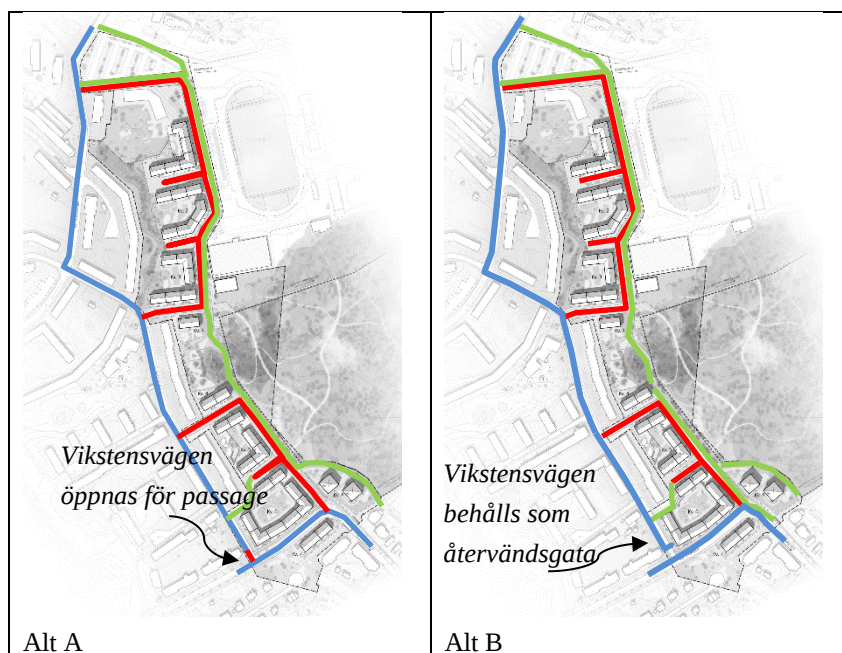 Vikstensvägen
öppnas för passage
Alt A
Vikstensvägen
behålls som
återvändsgata
Alt B